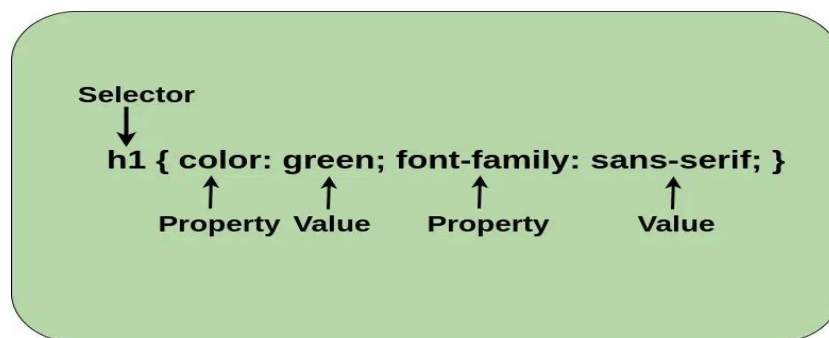 Selector
h1 { color: green; font-family: sans-serif; }
Property Value Property Value